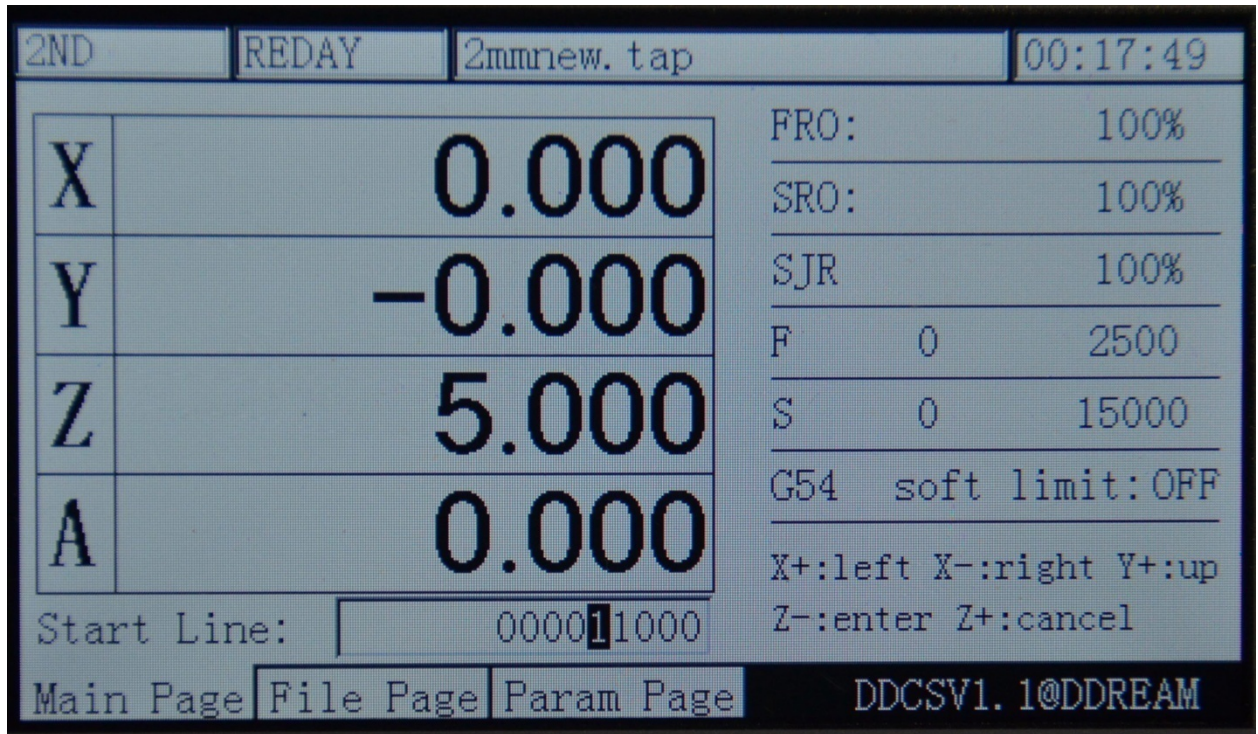 2ND REDAY 2mmnew.tap 00:17:49
X 0.000
Y -0.000
Z 5.000
A 0.000
Start Line: 000011000
FRO: 100%
SRO: 100%
SJR 100%
F 0 2500
S 0 15000
G54 soft limit:OFF
X+:left X-:right Y+:up
Z-:enter Z+:cancel
Main Page File Page Param Page DDCSV1.1@DDREAM